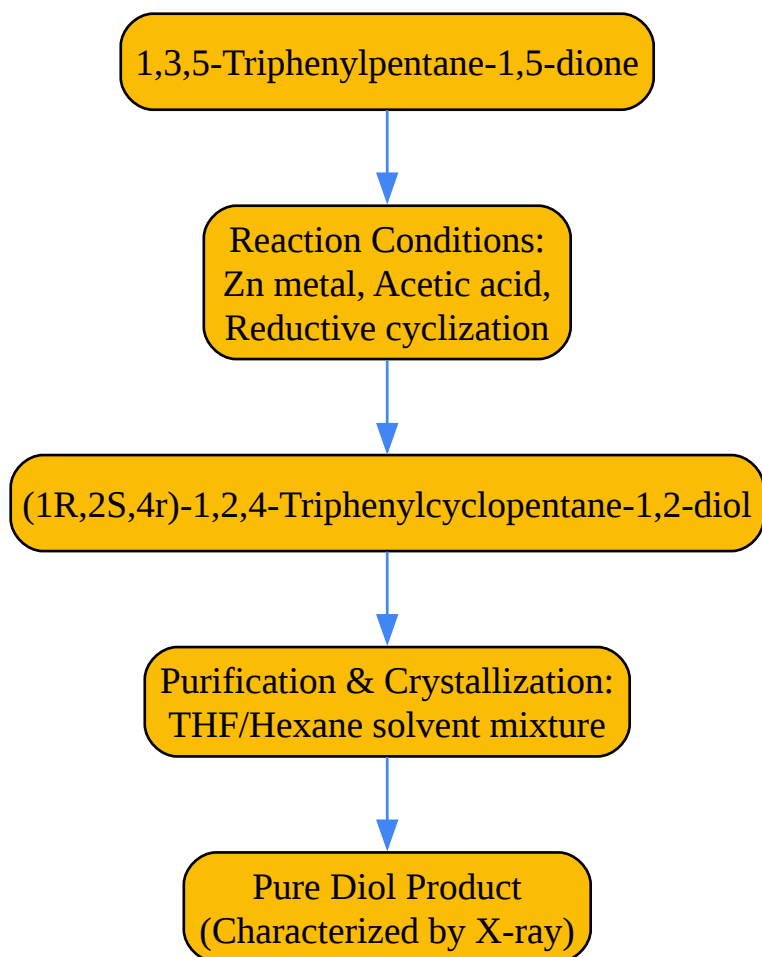 1,3,5-Triphenylpentane-1,5-dione
Reaction Conditions:
Zn metal, Acetic acid,
Reductive cyclization
(1R,2S,4r)-1,2,4-Triphenylcyclopentane-1,2-diol
Purification & Crystallization:
THF/Hexane solvent mixture
Pure Diol Product
(Characterized by X-ray)